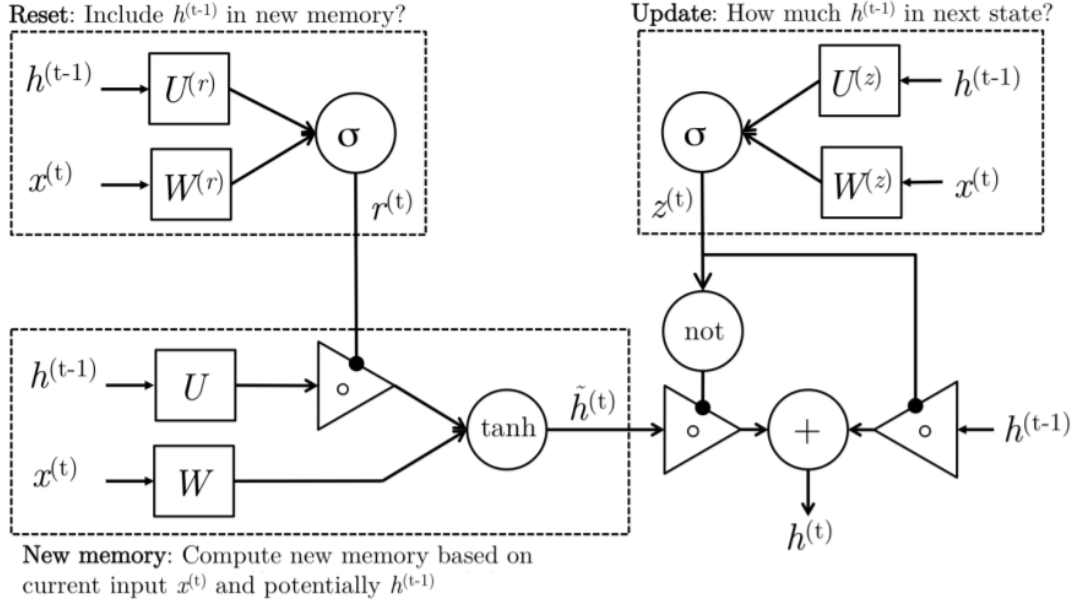 Reset: Include h⁽ᵗ⁻¹⁾ in new memory?
Update: How much h⁽ᵗ⁻¹⁾ in next state?
h⁽ᵗ⁻¹⁾
U⁽ʳ⁾
σ
x⁽ᵗ⁾
W⁽ʳ⁾
r⁽ᵗ⁾
σ
U⁽ᶻ⁾
h⁽ᵗ⁻¹⁾
W⁽ᶻ⁾
x⁽ᵗ⁾
z⁽ᵗ⁾
not
h⁽ᵗ⁻¹⁾
U
tanh
h̃⁽ᵗ⁾
x⁽ᵗ⁾
W
+
h⁽ᵗ⁻¹⁾
h⁽ᵗ⁾
New memory: Compute new memory based on
current input x⁽ᵗ⁾ and potentially h⁽ᵗ⁻¹⁾